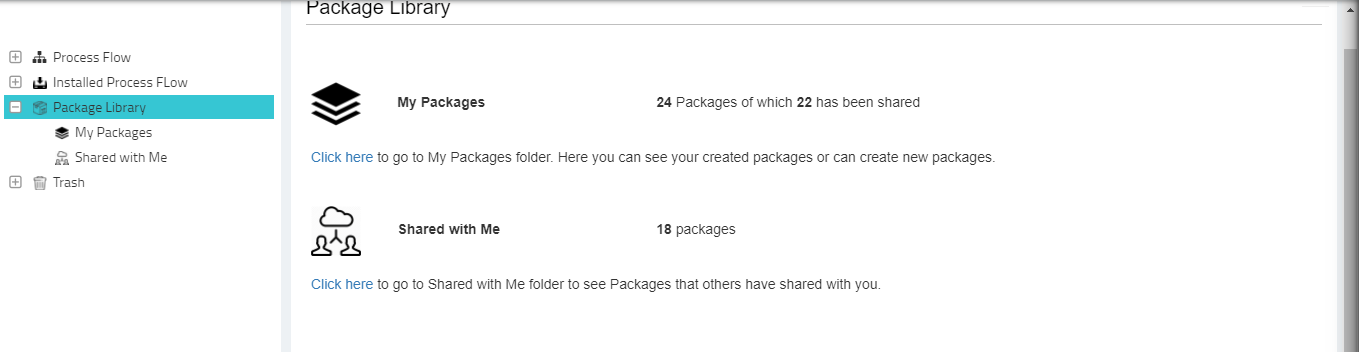 Package Library
Process Flow
Installed Process FLow
Package Library
My Packages
Shared with Me
Trash
My Packages 24 Packages of which 22 has been shared
Click here to go to My Packages folder. Here you can see your created packages or can create new packages.
Shared with Me 18 packages
Click here to go to Shared with Me folder to see Packages that others have shared with you.